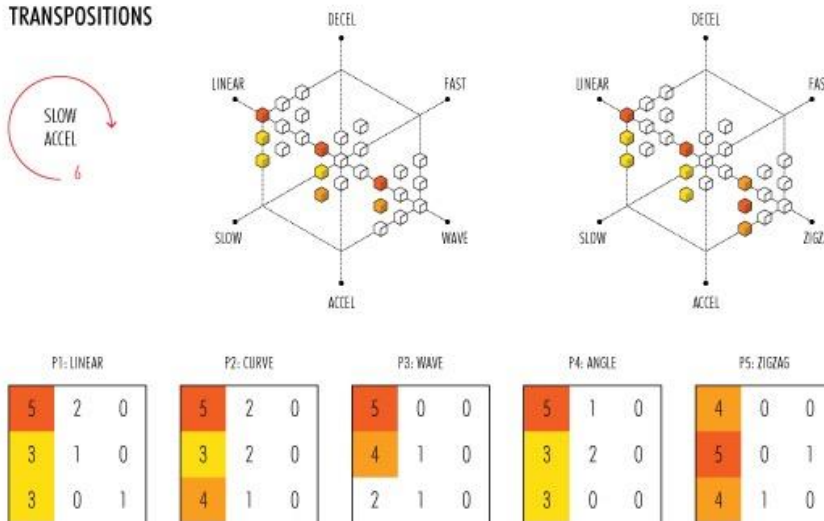 TRANSPOSITIONS
DECEL
DECEL
LINEAR
FAST
LINEAR
FAS
SLOW
ACCEL
6
SLOW
WAVE
SLOW
ZIGZ
ACCEL
ACCEL
P1: LINEAR
P2: CURVE
P3: WAVE
P4: ANGLE
P5: ZIGZAG
5 2 0
5 2 0
5 0 0
5 1 0
4 0 0
3 1 0
3 2 0
4 1 0
3 2 0
5 0 1
3 0 1
4 1 0
2 1 0
3 0 0
4 1 0